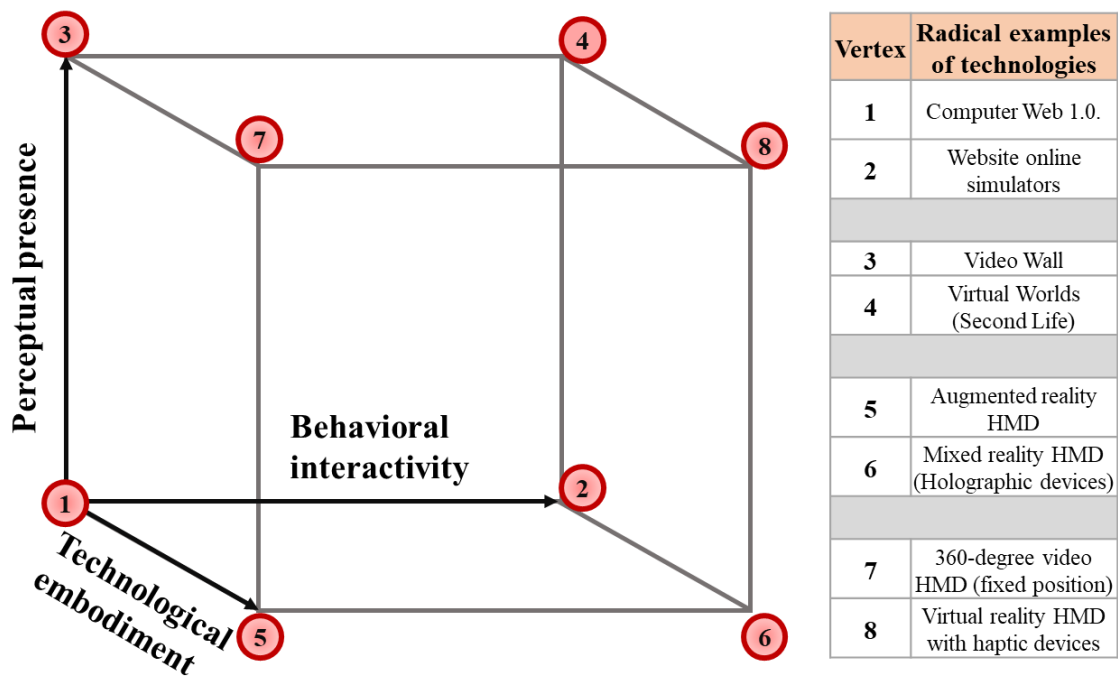 3
4
7
8
Perceptual presence
Behavioral
interactivity
1
2
Technological
embodiment
5
6
Vertex
Radical examples
of technologies
1
Computer Web 1.0.
2
Website online
simulators
3
Video Wall
4
Virtual Worlds
(Second Life)
5
Augmented reality
HMD
6
Mixed reality HMD
(Holographic devices)
7
360-degree video
HMD (fixed position)
8
Virtual reality HMD
with haptic devices